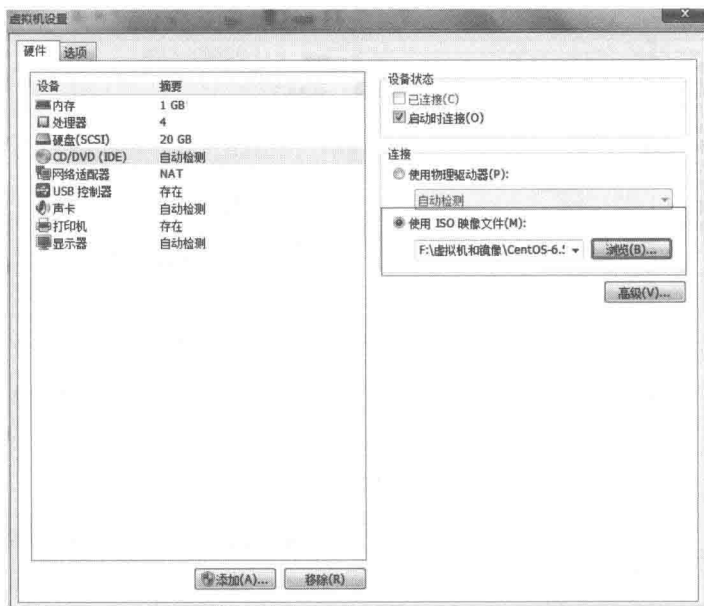 虚拟机设置
硬件 选项
设备 摘要
内存 1 GB
处理器 4
硬盘(SCSI) 20 GB
CD/DVD (IDE) 自动检测
网络适配器 NAT
USB 控制器 存在
声卡 自动检测
打印机 存在
显示器 自动检测
添加(A)... 移除(R)
设备状态
已连接(C)
启动时连接(O)
连接
使用物理驱动器(P):
自动检测
使用 ISO 映像文件(M):
F:\虚拟机和镜像\CentOS-6.5 浏览(B)...
高级(V)...